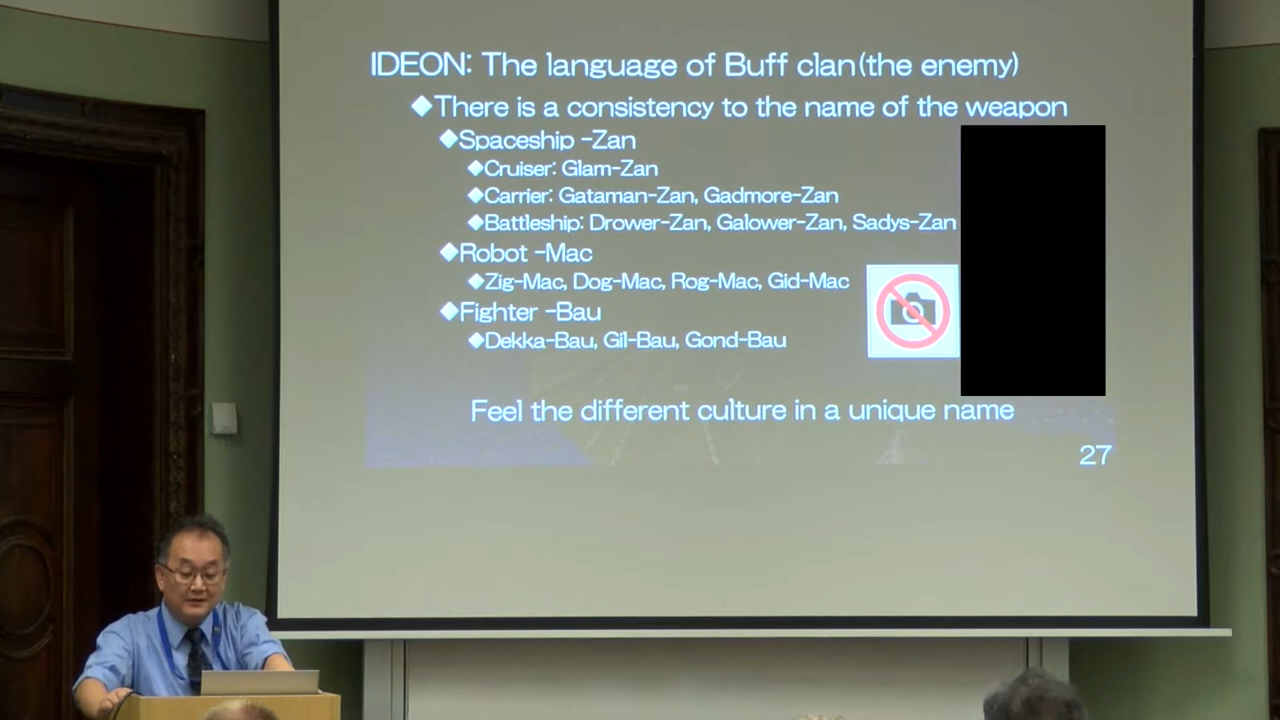 IDEON: The language of Buff clan(the enemy)
◆There is a consistency to the name of the weapon
◆Spaceship -Zan
◆Cruiser: Glam-Zan
◆Carrier: Gataman-Zan, Gadmore-Zan
◆Battleship: Drower-Zan, Galower-Zan, Sadys-Zan
◆Robot -Mac
◆Zig-Mac, Dog-Mac, Rog-Mac, Gid-Mac
◆Fighter -Bau
◆Dekka-Bau, Gil-Bau, Gond-Bau
Feel the different culture in a unique name
27